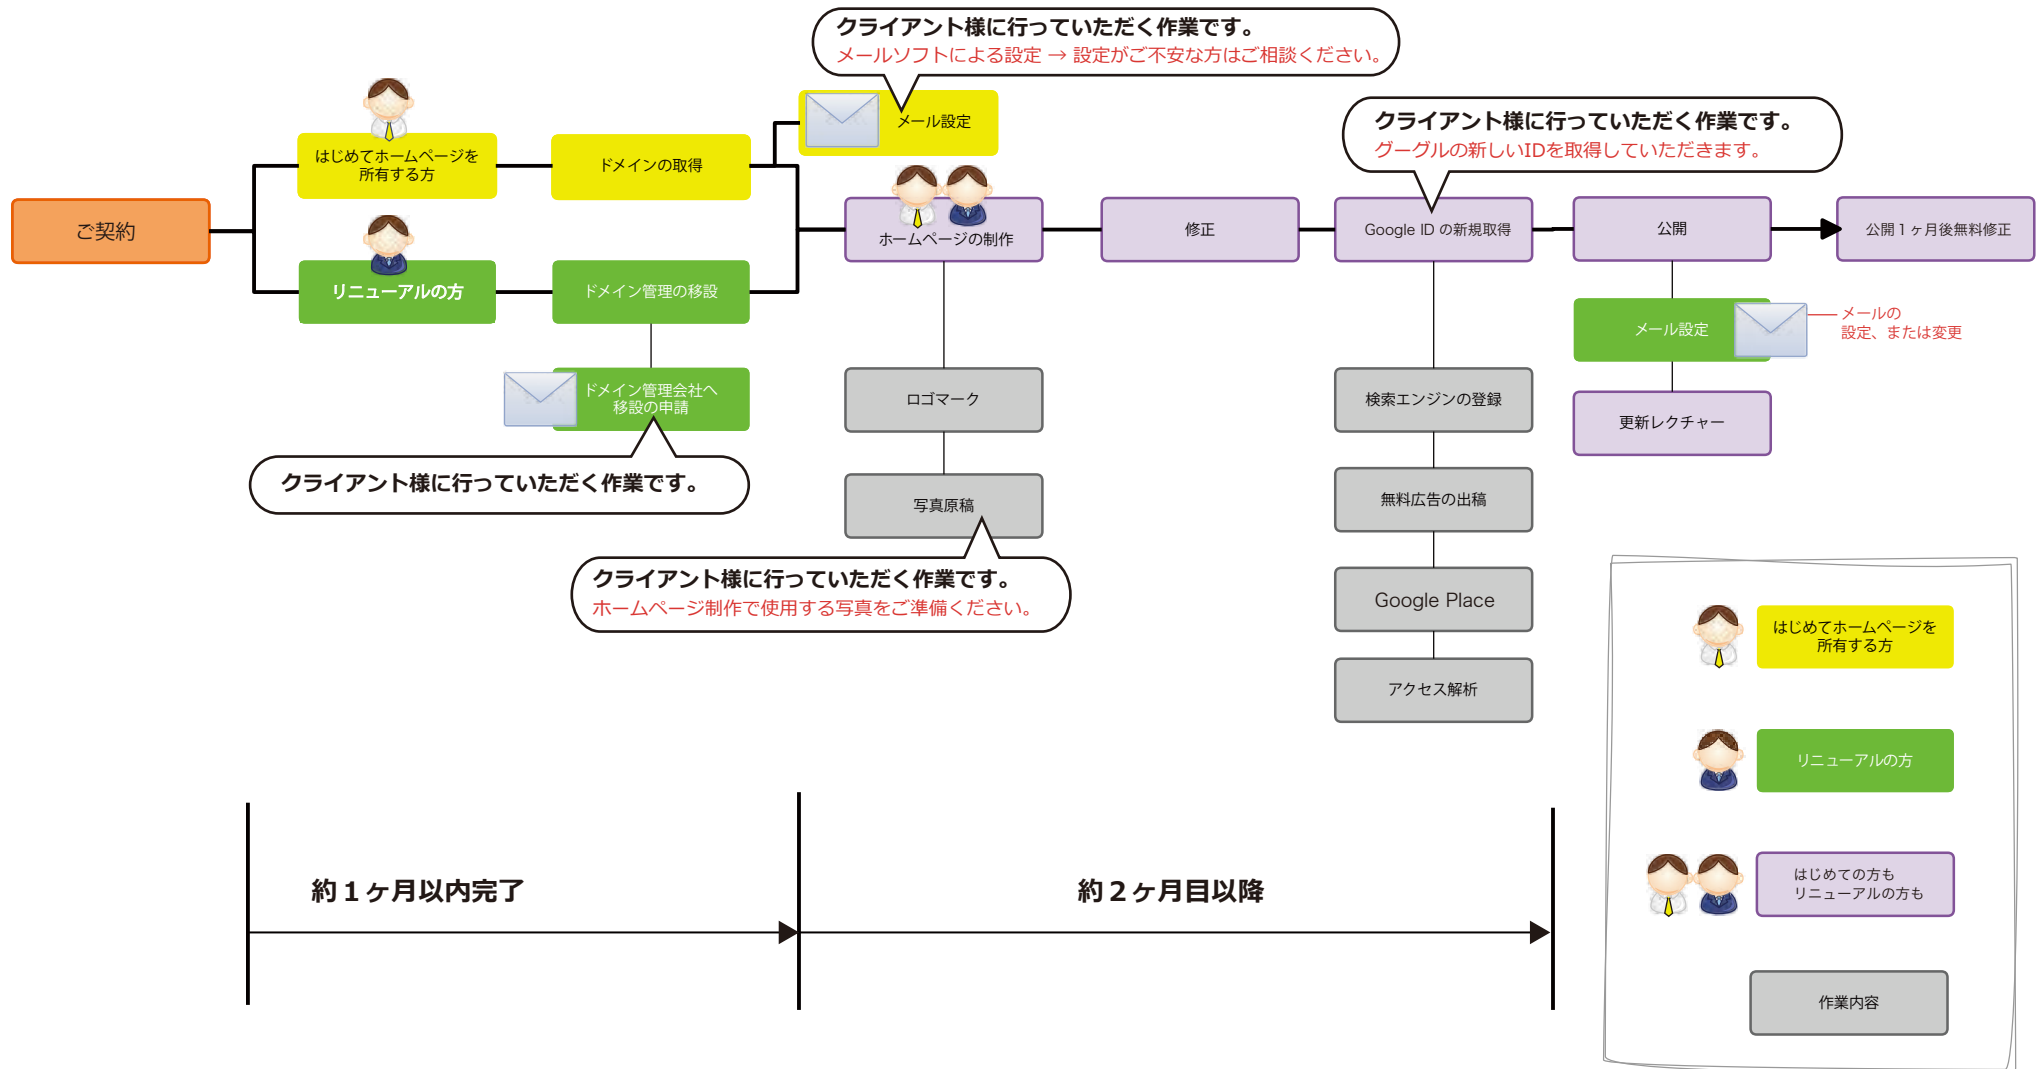 クライアント様に行っていただく作業です。
メールソフトによる設定 → 設定がご不安な方はご相談ください。
メール設定
クライアント様に行っていただく作業です。
グーグルの新しいIDを取得していただきます。
はじめてホームページを
所有する方
ドメインの取得
ご契約
リニューアルの方
ドメイン管理の移設
ドメイン管理会社へ
移設の申請
クライアント様に行っていただく作業です。
ホームページの制作
修正
Google ID の新規取得
公開
公開１ヶ月後無料修正
ロゴマーク
写真原稿
クライアント様に行っていただく作業です。
ホームページ制作で使用する写真をご準備ください。
検索エンジンの登録
無料広告の出稿
Google Place
アクセス解析
メール設定
メールの
設定、または変更
更新レクチャー
約１ヶ月以内完了
約２ヶ月目以降
はじめてホームページを
所有する方
リニューアルの方
はじめての方も
リニューアルの方も
作業内容